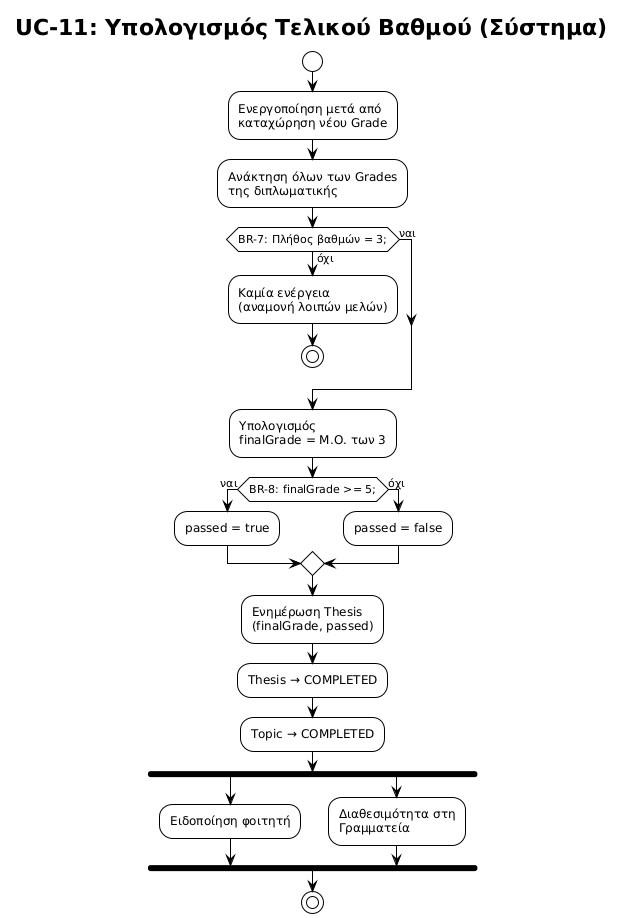 UC-11: Υπολογισμός Τελικού Βαθμού (Σύστημα)
Ενεργοποίηση μετά από
καταχώρηση νέου Grade
Ανάκτηση όλων των Grades
της διπλωματικής
BR-7: Πλήθος βαθμών = 3;
ναι
όχι
Καμία ενέργεια
(αναμονή λοιπών μελών)
Υπολογισμός
finalGrade = Μ.Ο. των 3
ναι
BR-8: finalGrade >= 5;
όχι
passed = true
passed = false
Ενημέρωση Thesis
(finalGrade, passed)
Thesis → COMPLETED
Topic → COMPLETED
Ειδοποίηση φοιτητή
Διαθεσιμότητα στη
Γραμματεία